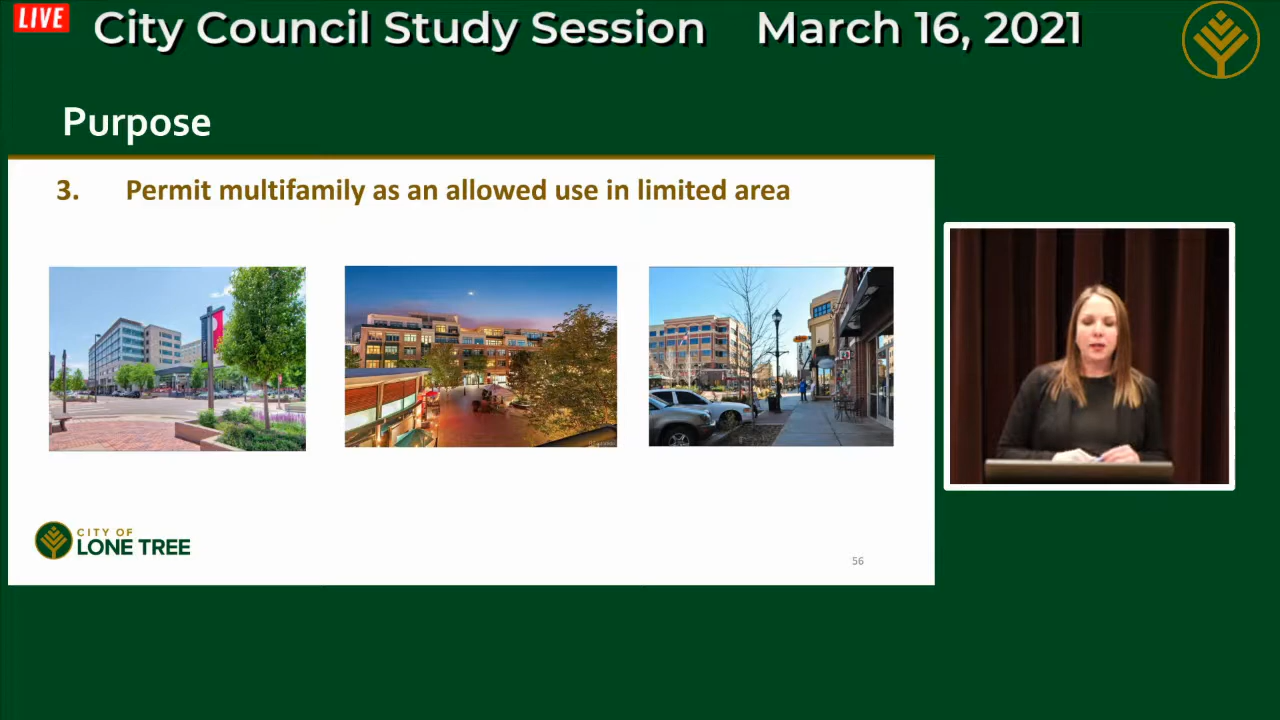 LIVE
City Council Study Session March 16, 2021
Purpose
3. Permit multifamily as an allowed use in limited area
CITY OF
LONE TREE
56